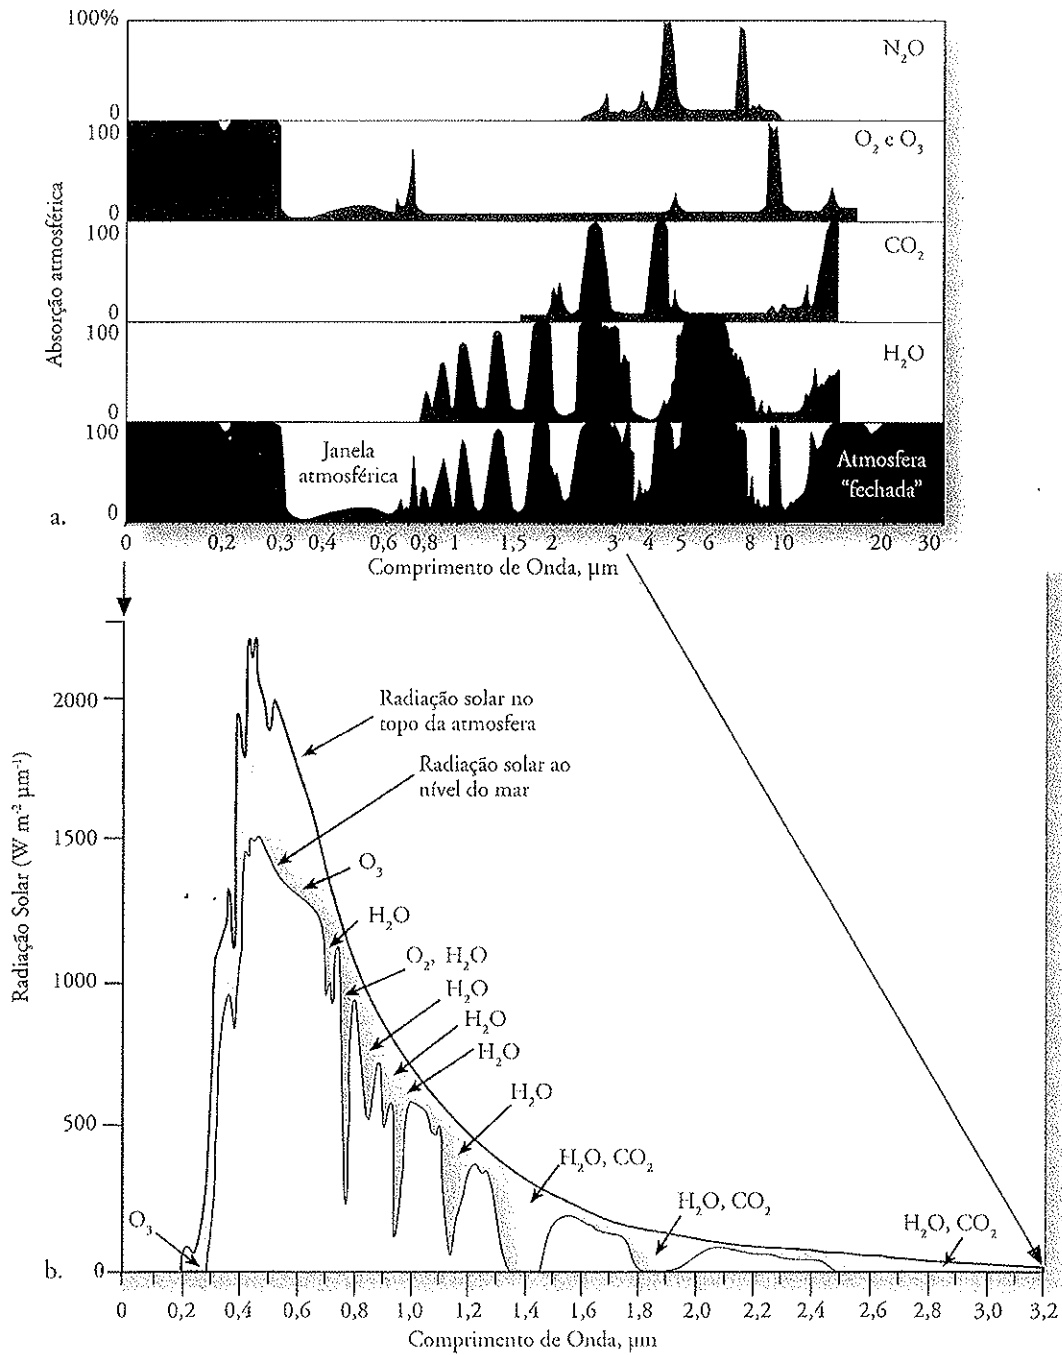 100%
N₂O
0
100
O₂ e O₃
0
100
CO₂
0
100
H₂O
0
100
Janela
atmosférica
Atmosfera
"fechada"
0
Absorção atmosférica
a.
0 0,2 0,3 0,4 0,6 0,8 1 1,5 2 3 4 5 6 8 10 20 30
Comprimento de Onda, µm
2000
Radiação solar no
topo da atmosfera
Radiação solar ao
nível do mar
1500
O₃
H₂O
O₂, H₂O
1000
H₂O
H₂O
H₂O
H₂O
500
H₂O, CO₂
H₂O, CO₂
H₂O, CO₂
O₃
0
Radiação Solar (W m⁻² µm⁻¹)
b.
0 0,2 0,4 0,6 0,8 1,0 1,2 1,4 1,6 1,8 2,0 2,2 2,4 2,6 2,8 3,0 3,2
Comprimento de Onda, µm